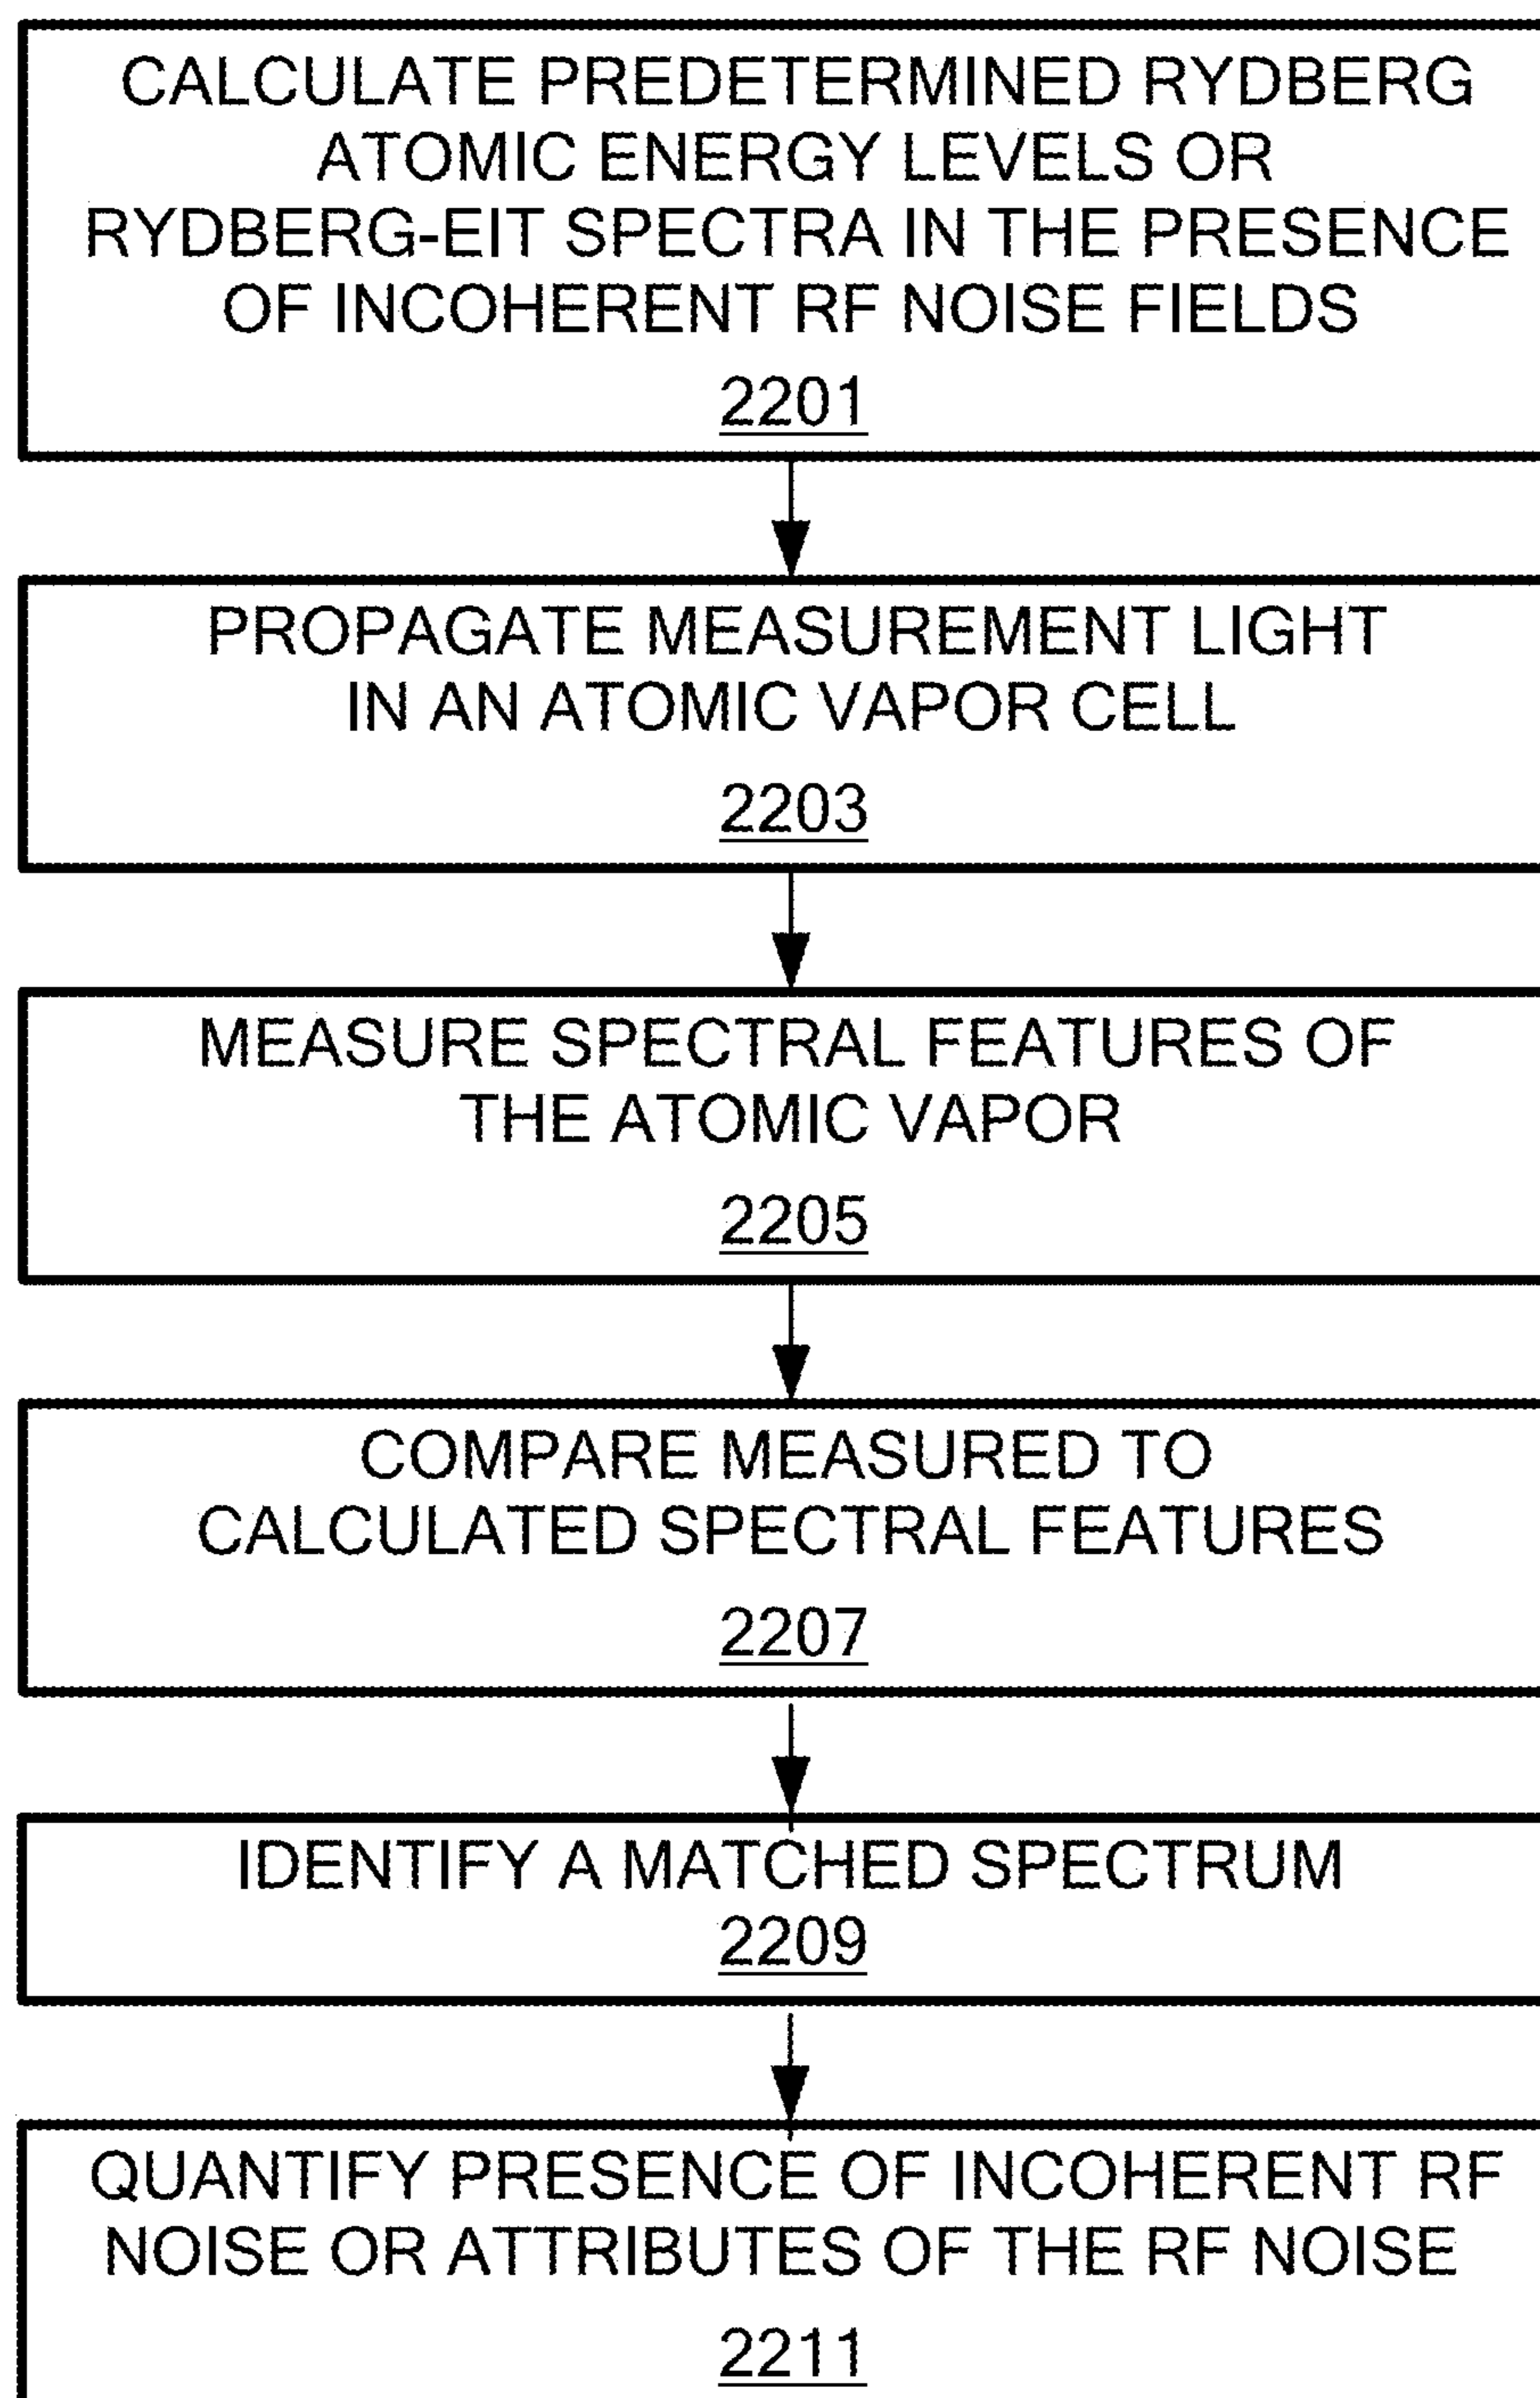 CALCULATE PREDETERMINED RYDBERG
ATOMIC ENERGY LEVELS OR
RYDBERG-EIT SPECTRA IN THE PRESENCE
OF INCOHERENT RF NOISE FIELDS
2201
PROPAGATE MEASUREMENT LIGHT
IN AN ATOMIC VAPOR CELL
2203
MEASURE SPECTRAL FEATURES OF
THE ATOMIC VAPOR
2205
COMPARE MEASURED TO
CALCULATED SPECTRAL FEATURES
2207
IDENTIFY A MATCHED SPECTRUM
2209
QUANTIFY PRESENCE OF INCOHERENT RF
NOISE OR ATTRIBUTES OF THE RF NOISE
2211